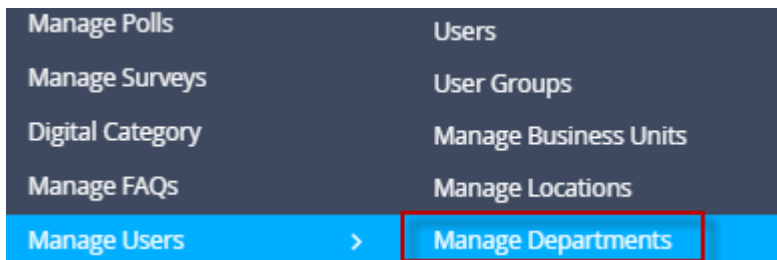 Manage Polls
Manage Surveys
Digital Category
Manage FAQs
Manage Users >
Users
User Groups
Manage Business Units
Manage Locations
Manage Departments